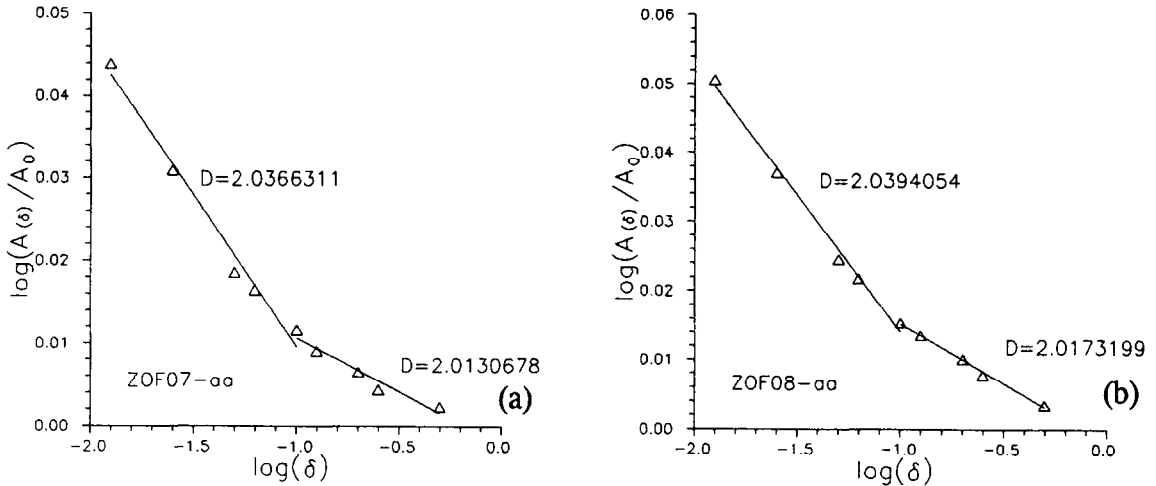 0.05
0.04
0.03
0.02
0.01
0.00
log(A(δ)/A0)
D=2.0366311
D=2.0130678
ZOF07-aa
(a)
-2.0 -1.5 -1.0 -0.5 0.0
log(δ)
0.06
0.05
0.04
0.03
0.02
0.01
0.00
log(A(δ)/A0)
D=2.0394054
D=2.0173199
ZOF08-aa
(b)
-2.0 -1.5 -1.0 -0.5 0.0
log(δ)